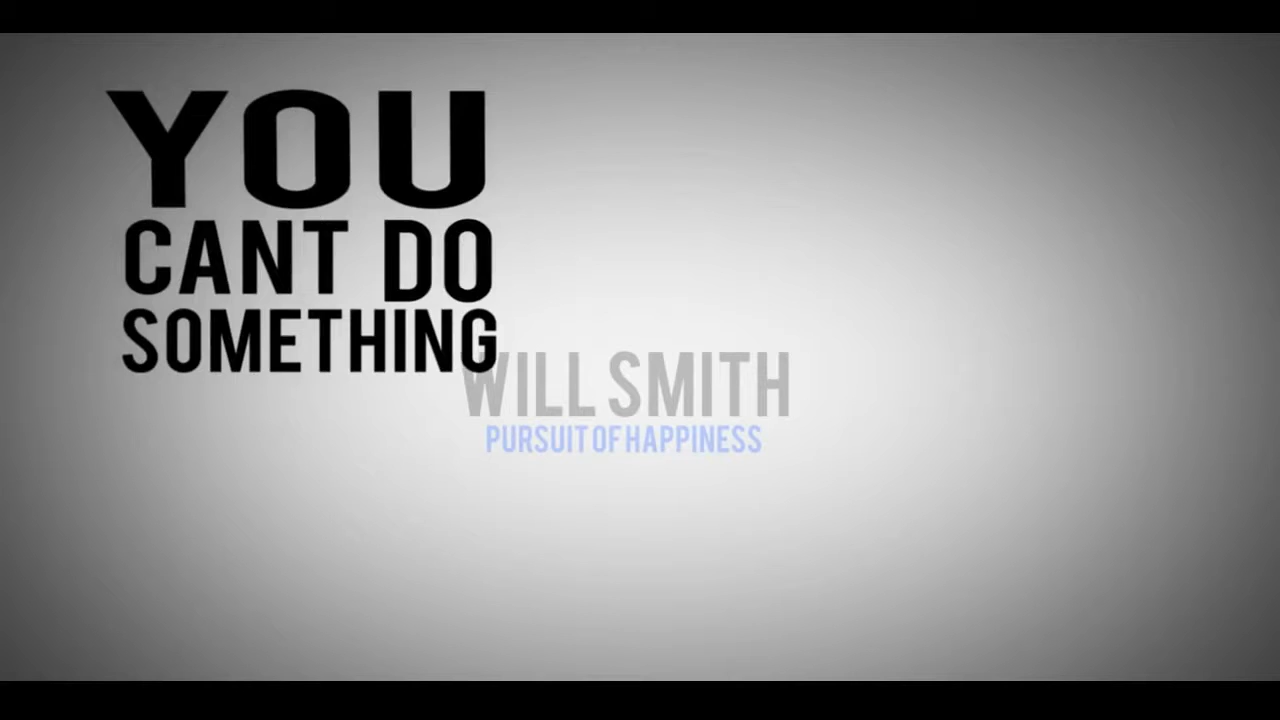 YOU
CANT DO
SOMETHING
WILL SMITH
PURSUIT OF HAPPINESS